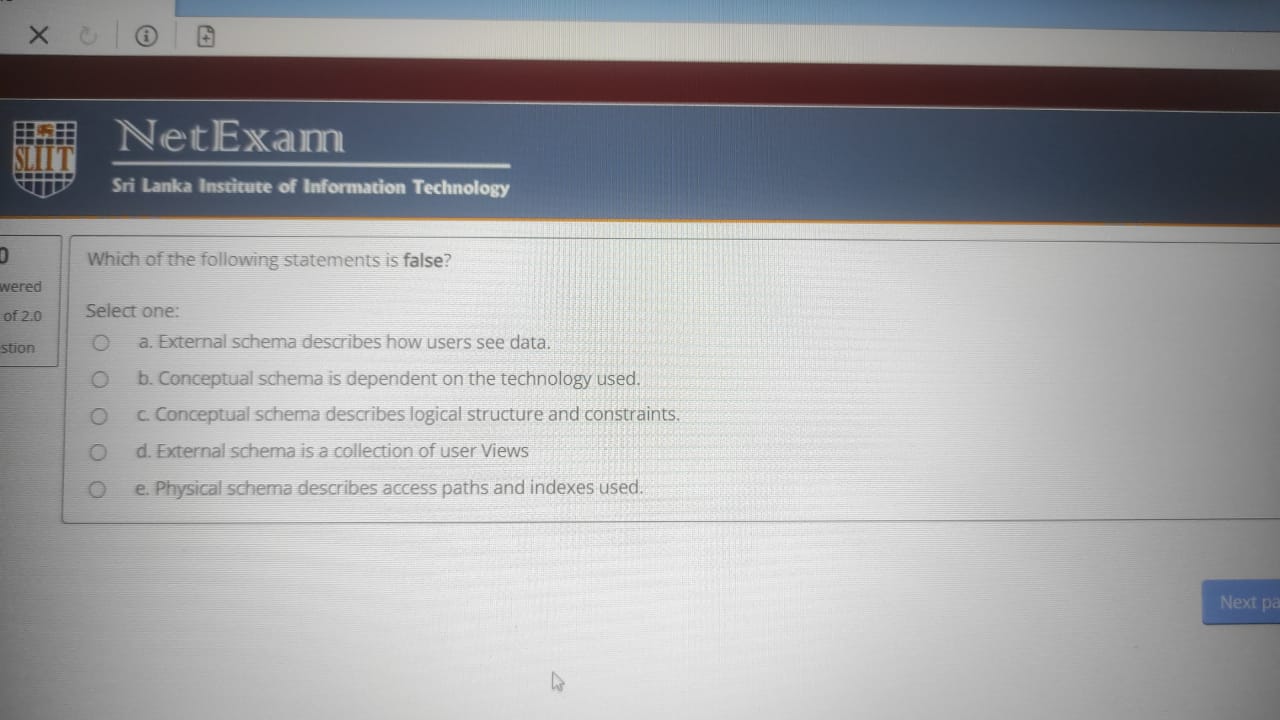 SLIIT
NetExam
Sri Lanka Institute of Information Technology
0
wered
of 2.0
stion
Which of the following statements is false?
Select one:
a. External schema describes how users see data.
b. Conceptual schema is dependent on the technology used.
c. Conceptual schema describes logical structure and constraints.
d. External schema is a collection of user Views
e. Physical schema describes access paths and indexes used.
Next pa